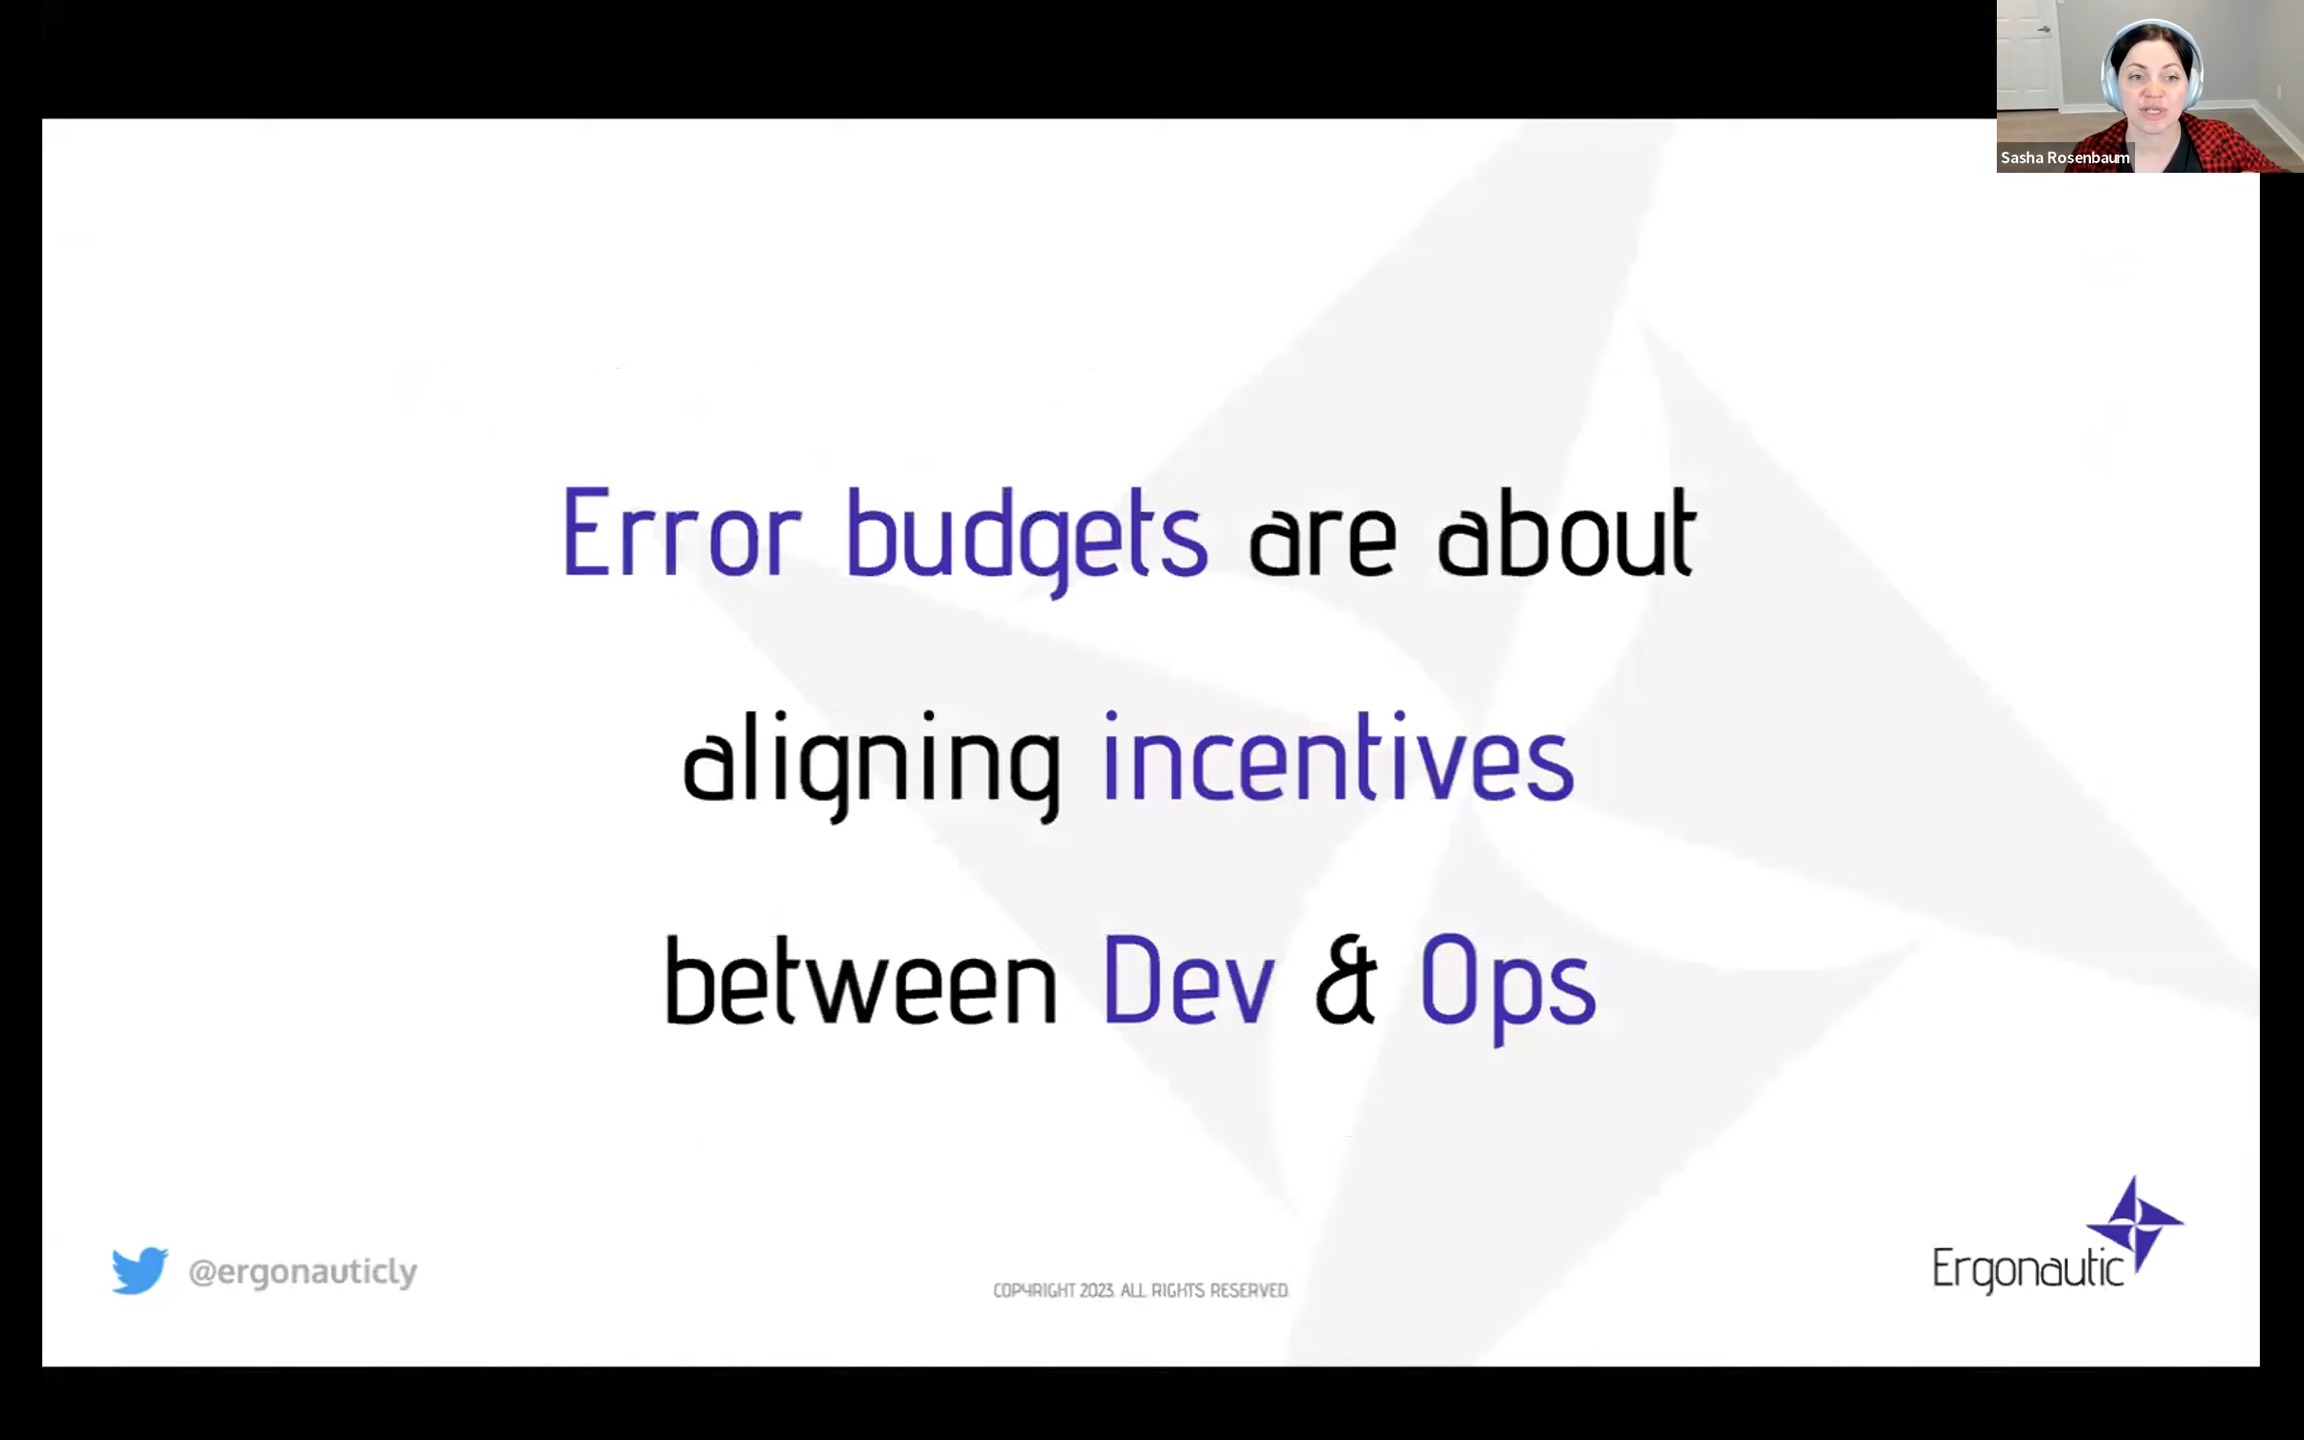 Sasha Rosenbaum
Error budgets are about
aligning incentives
between Dev & Ops
@ergonauticly
COPYRIGHT 2023. ALL RIGHTS RESERVED.
Ergonautic